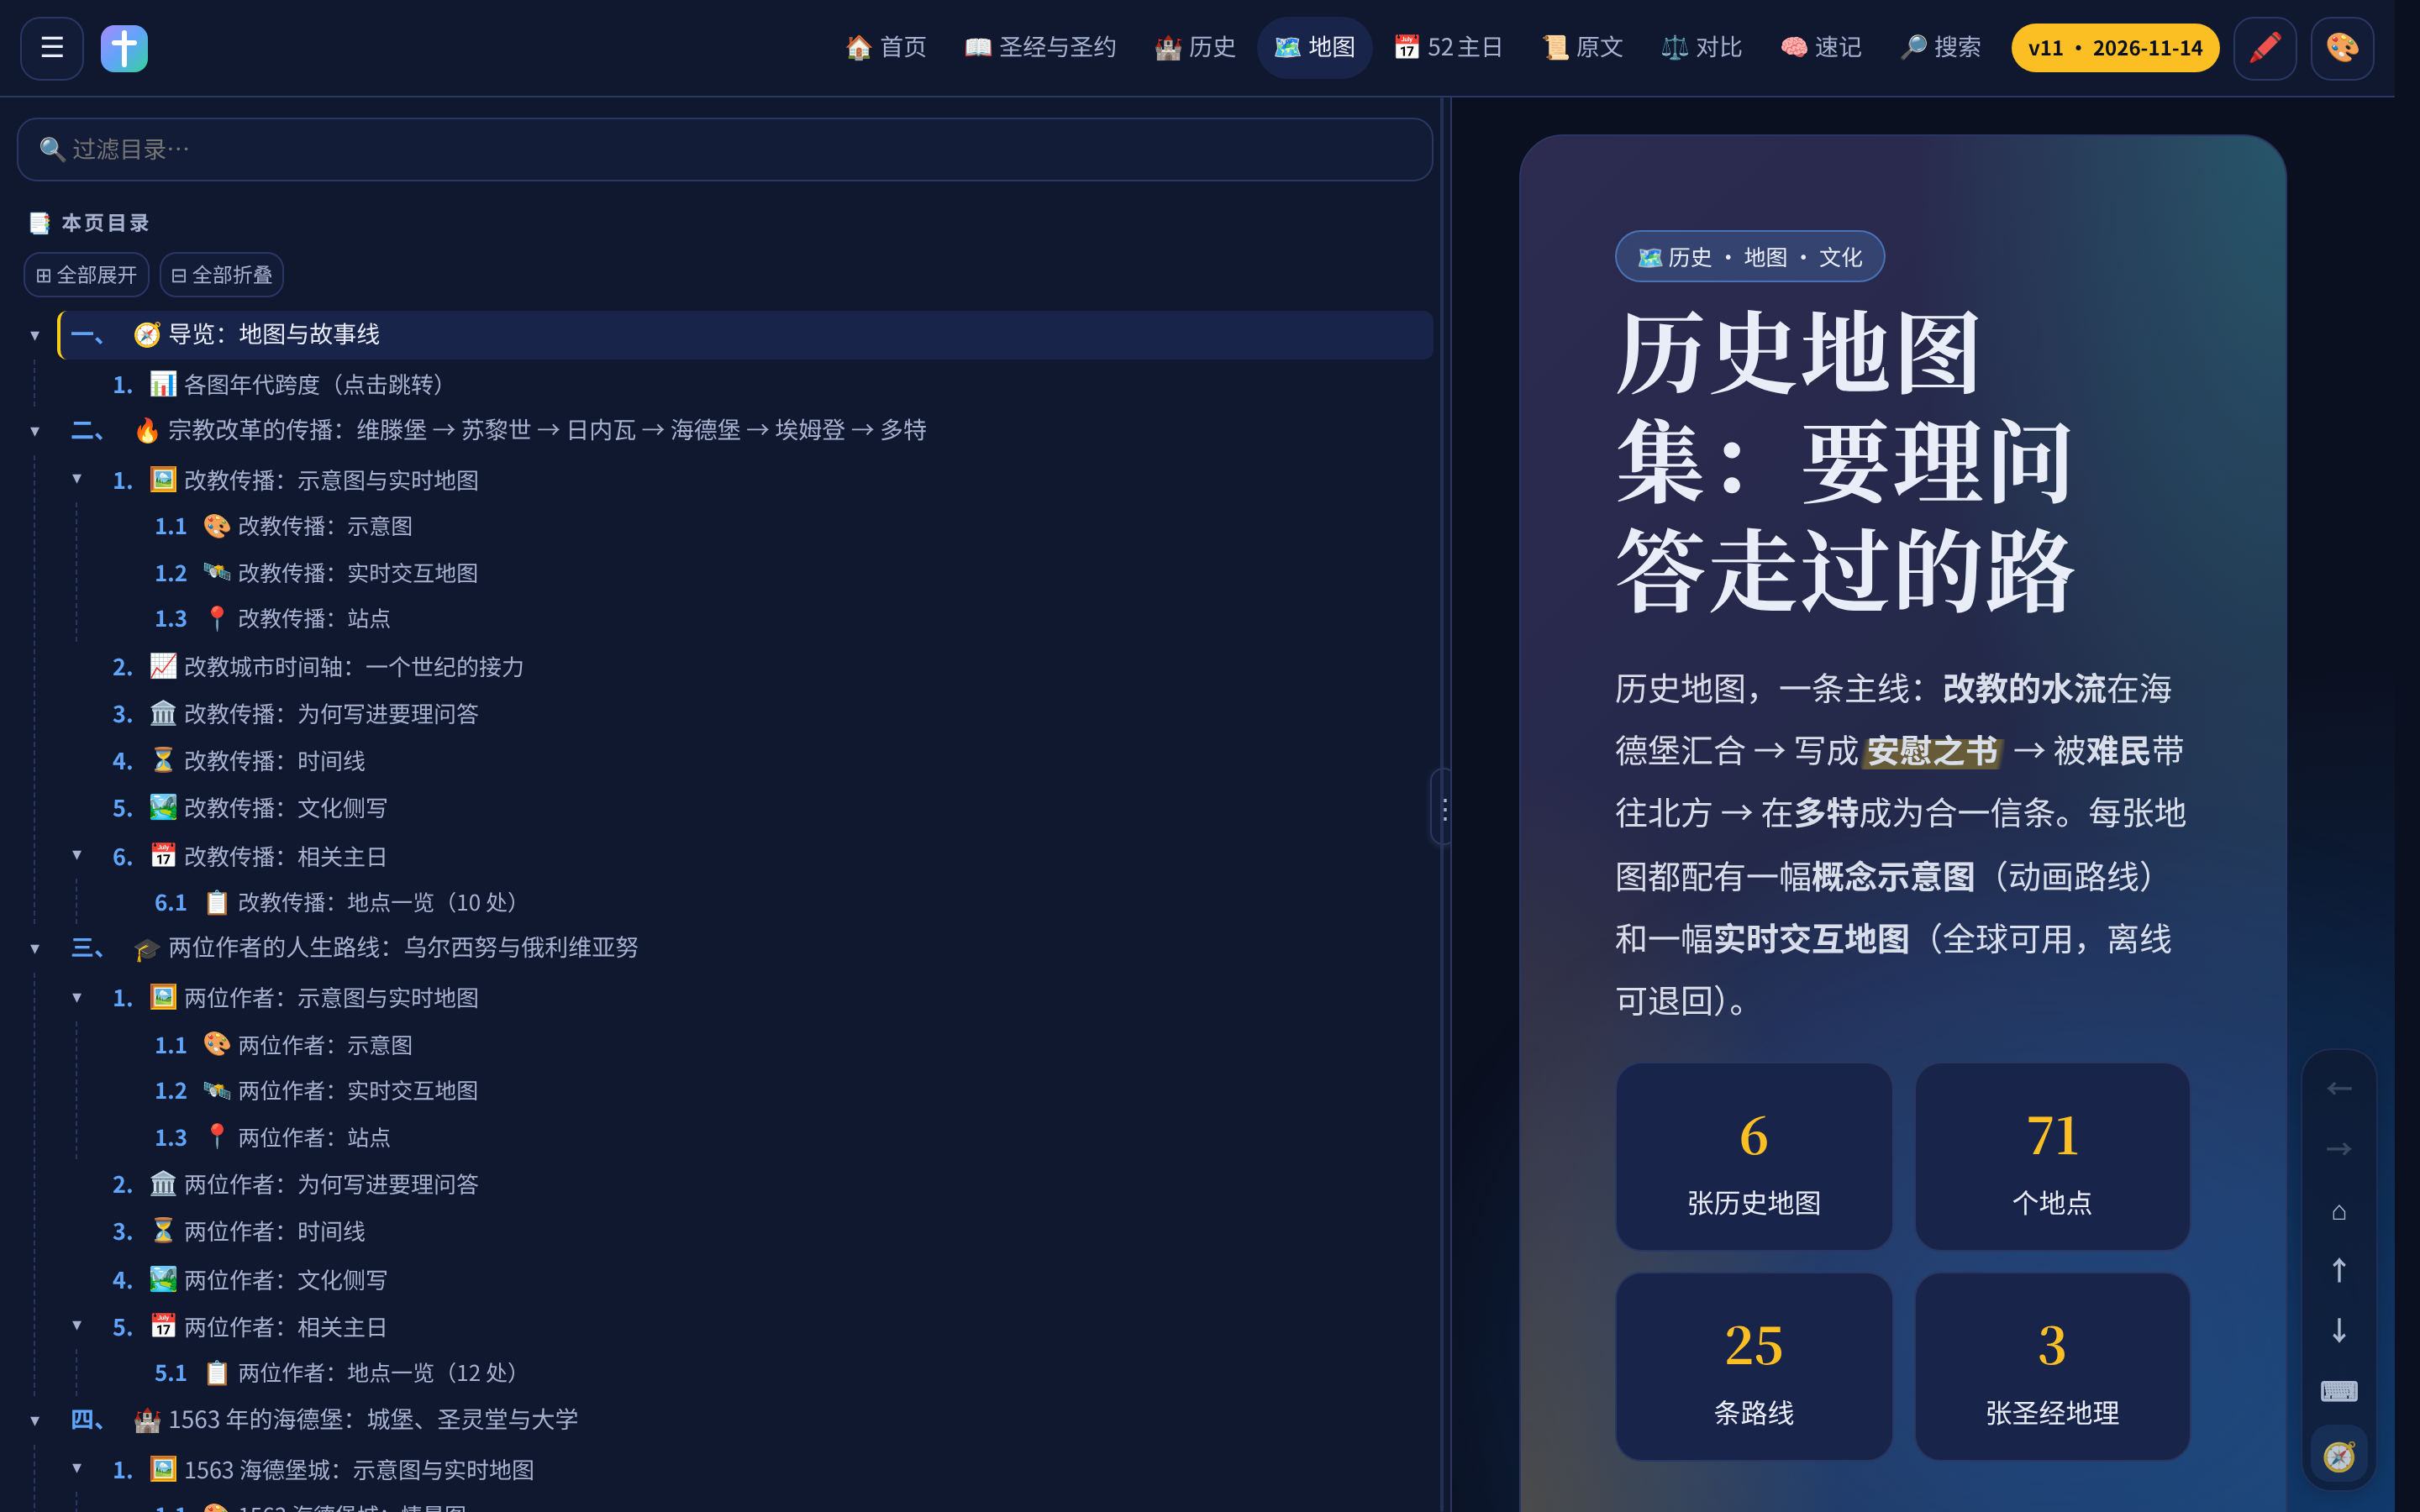 ☰
🏠 首页
📖 圣经与圣约
🏰 历史
🗺️ 地图
📅 52 主日
📜 原文
⚖️ 对比
🧠 速记
🔎 搜索
v11 · 2026-11-14
🔍 过滤目录…
📑 本页目录
⊞ 全部展开
⊟ 全部折叠
一、 🧭 导览：地图与故事线
1. 📊 各图年代跨度（点击跳转）
二、 🔥 宗教改革的传播：维滕堡 → 苏黎世 → 日内瓦 → 海德堡 → 埃姆登 → 多特
1. 🖼️ 改教传播：示意图与实时地图
1.1 🎨 改教传播：示意图
1.2 🛰️ 改教传播：实时交互地图
1.3 📍 改教传播：站点
2. 📈 改教城市时间轴：一个世纪的接力
3. 🏛️ 改教传播：为何写进要理问答
4. ⏳ 改教传播：时间线
5. 🏞️ 改教传播：文化侧写
6. 📅 改教传播：相关主日
6.1 📋 改教传播：地点一览（10 处）
三、 🎓 两位作者的人生路线：乌尔西努与俄利维亚努
1. 🖼️ 两位作者：示意图与实时地图
1.1 🎨 两位作者：示意图
1.2 🛰️ 两位作者：实时交互地图
1.3 📍 两位作者：站点
2. 🏛️ 两位作者：为何写进要理问答
3. ⏳ 两位作者：时间线
4. 🏞️ 两位作者：文化侧写
5. 📅 两位作者：相关主日
5.1 📋 两位作者：地点一览（12 处）
四、 🏰 1563 年的海德堡：城堡、圣灵堂与大学
1. 🖼️ 1563 海德堡城：示意图与实时地图
🗺️ 历史 · 地图 · 文化
历史地图
集：要理问
答走过的路
历史地图，一条主线：改教的水流在海
德堡汇合 → 写成 安慰之书 → 被难民带
往北方 → 在多特成为合一信条。每张地
图都配有一幅概念示意图（动画路线）
和一幅实时交互地图（全球可用，离线
可退回）。
6
张历史地图
71
个地点
25
条路线
3
张圣经地理